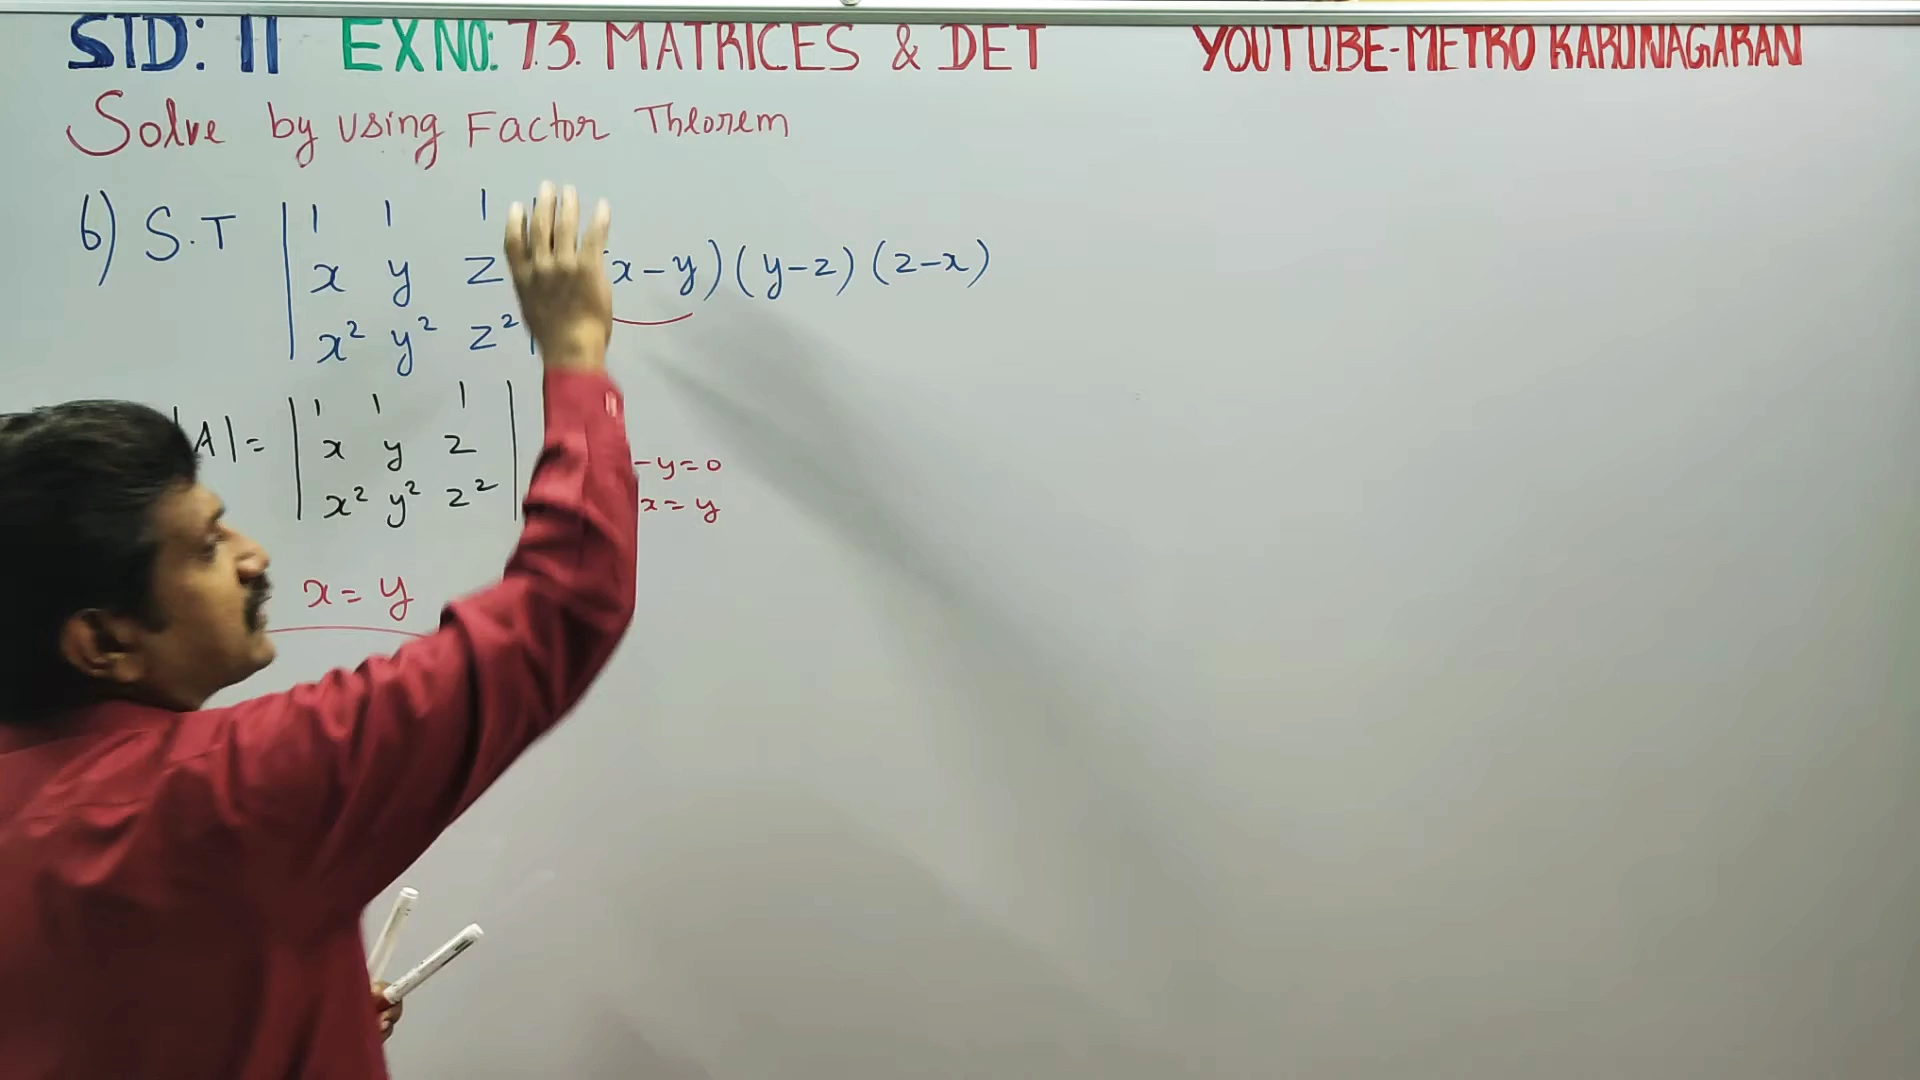 STD: 11 EX NO: 7.3. MATRICES & DET YOUTUBE-METRO KARUNAGARAN
Solve by using Factor Theorem
6) S.T | 1 1 1
x y z (x-y)(y-z)(z-x)
x² y² z² |
|A| = | 1 1 1 |
x y z
x² y² z²
-y=0
x=y
x=y